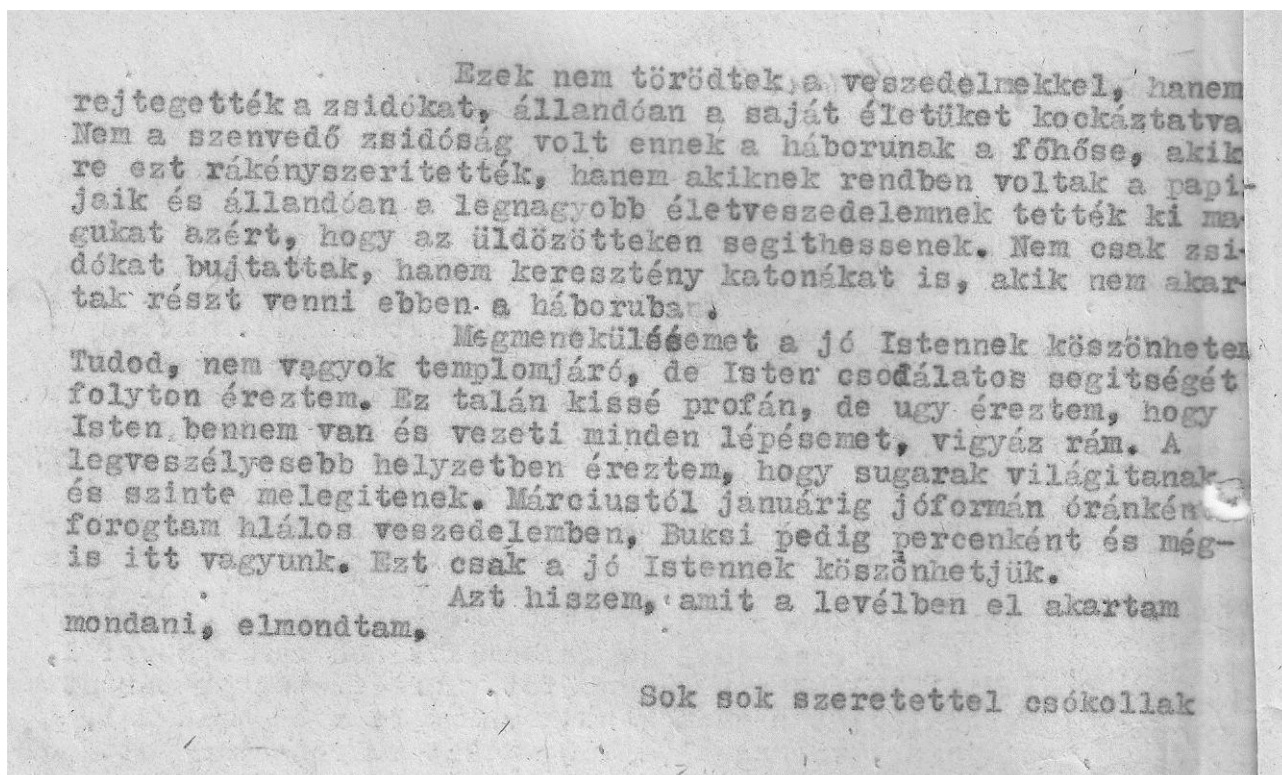 Ezek nem törödtek a veszedelmekkel, hanem
rejtegették a zsidókat, állandóan a saját életüket kockáztatva
Nem a szenvedő zsidóság volt ennek a háborunak a főhőse, akik
re ezt rákényszeritették, hanem akiknek rendben voltak a papi-
jaik és állandóan a legnagyobb életveszedelemnek tették ki ma-
gukat azért, hogy az üldözötteken segithessenek. Nem csak zsi-
dókat bujtattak, hanem keresztény katonákat is, akik nem akar-
tak részt venni ebben a háboruban.
Megmenekülésemet a jó Istennek köszönhetem
Tudod, nem vagyok templomjáró, de Isten csodálatos segitségét
folyton éreztem. Ez talán kissé profán, de ugy éreztem, hogy
Isten bennem van és vezeti minden lépésemet, vigyáz rám. A
legveszélyesebb helyzetben éreztem, hogy sugarak világitanak
és szinte melegitenek. Márciustól januárig jóformán óránkén
forogtam hlálos veszedelemben, Buksi pedig percenként és még-
is itt vagyunk. Ezt csak a jó Istennek köszönhetjük.
Azt hiszem, amit a levélben el akartam
mondani, elmondtam,
Sok sok szeretettel csókollak